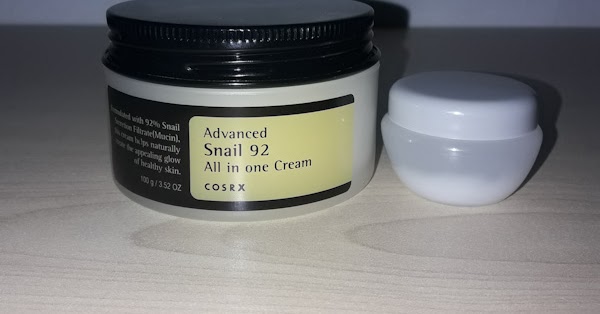 Formulated with 92% Snail
Secretion Filtrate(Mucin),
this cream helps naturally
create the appealing glow
of healthy skin.
100 g / 3.52 OZ
Advanced
Snail 92
All in one Cream
COSRX